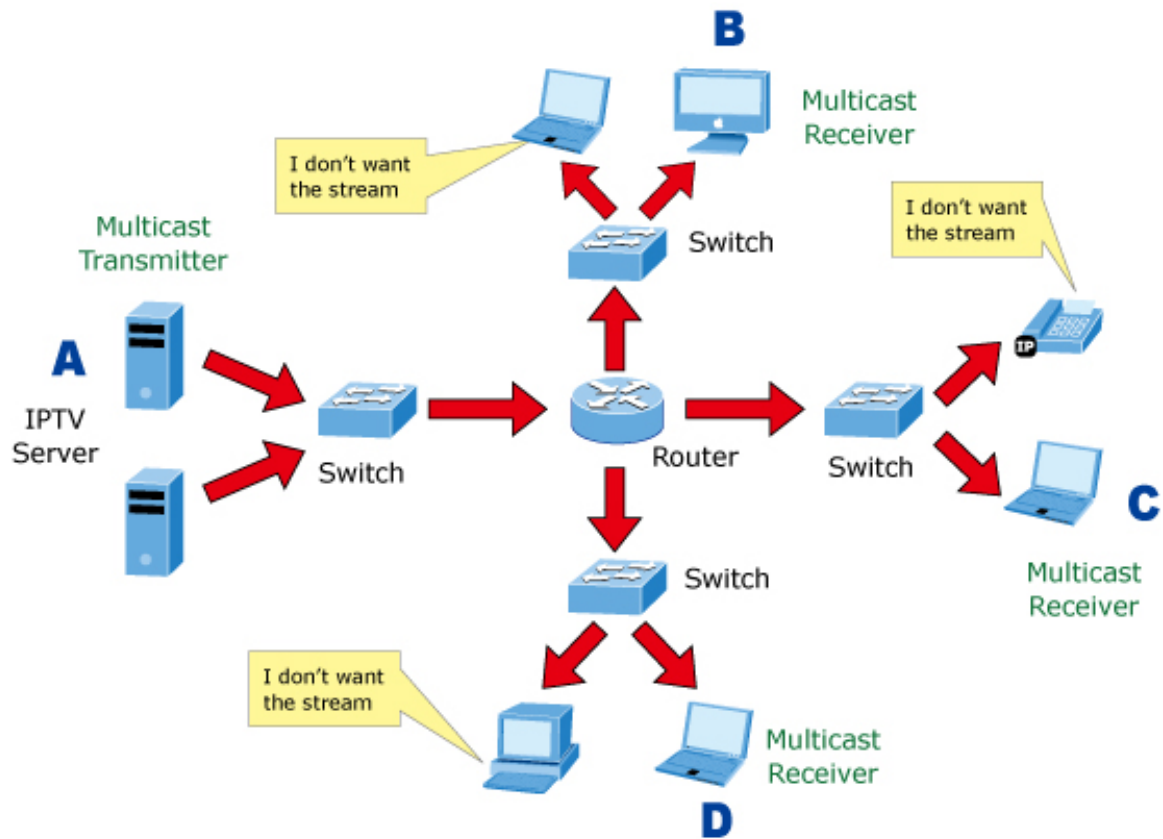 B
Multicast
Receiver
I don't want
the stream
Switch
I don't want
the stream
Multicast
Transmitter
A
IPTV
Server
Switch
Router
Switch
IP
C
Multicast
Receiver
Switch
I don't want
the stream
Multicast
Receiver
D